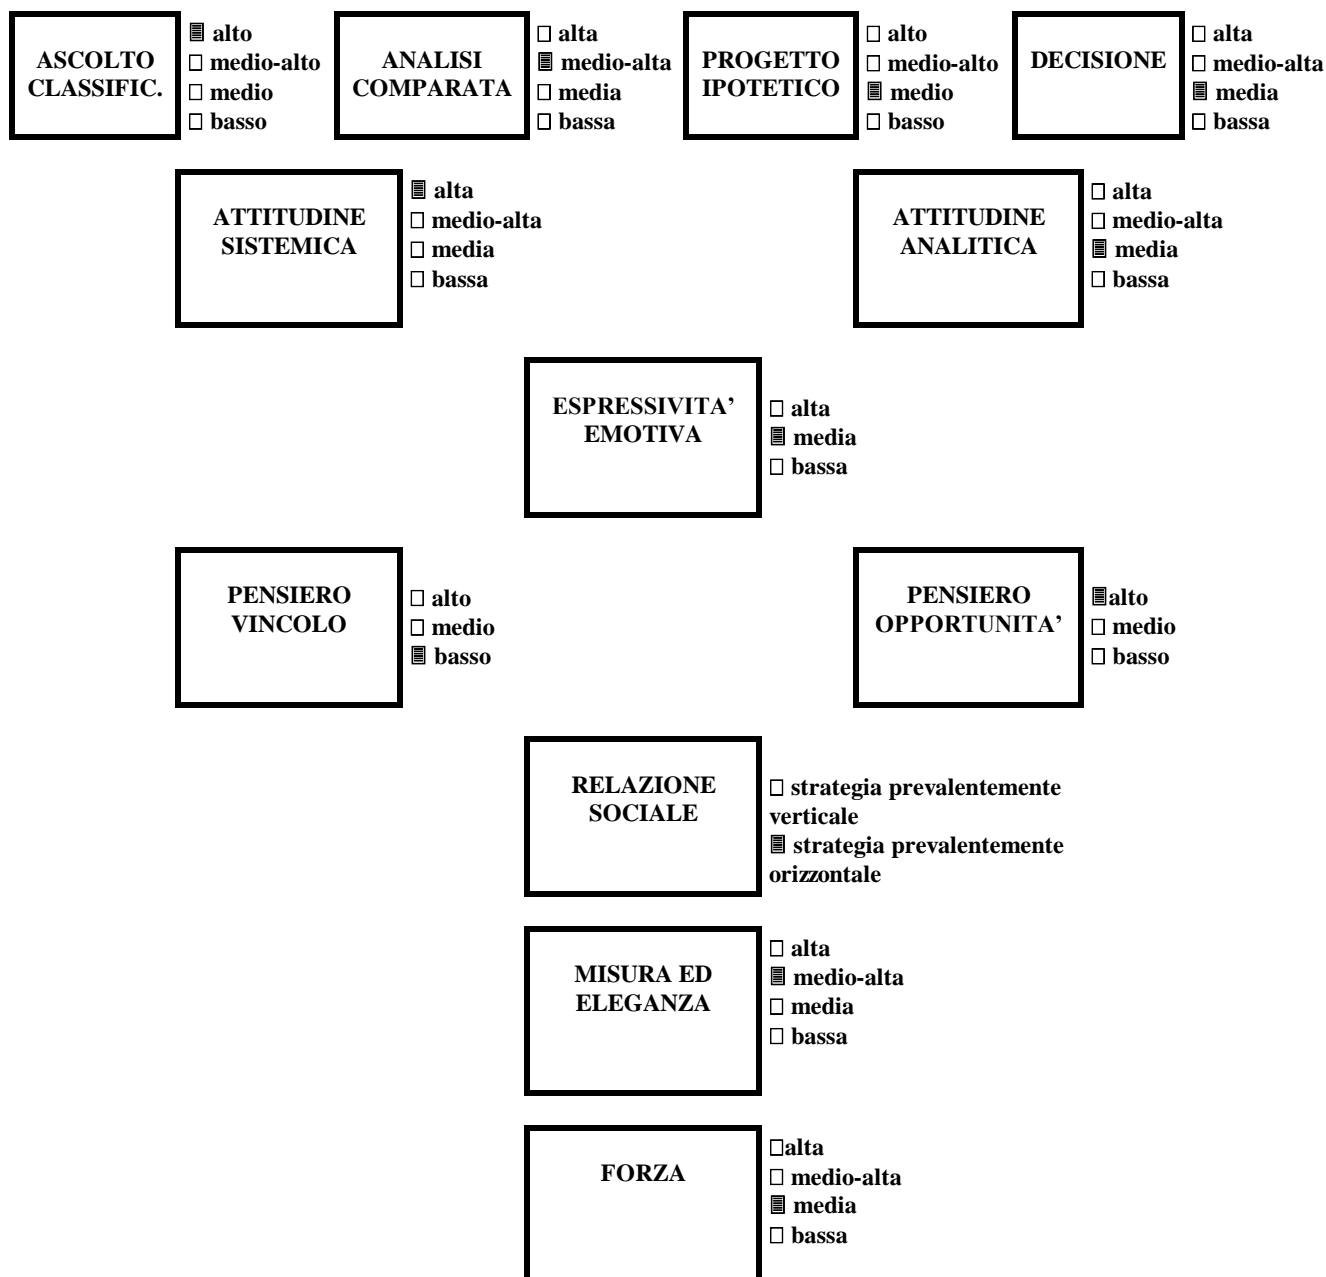 ASCOLTO
CLASSIFIC.
🗏 alto
□ medio-alto
□ medio
□ basso
ANALISI
COMPARATA
□ alta
🗏 medio-alta
□ media
□ bassa
PROGETTO
IPOTETICO
□ alto
□ medio-alto
🗏 medio
□ basso
DECISIONE
□ alta
□ medio-alta
🗏 media
□ bassa
ATTITUDINE
SISTEMICA
🗏 alta
□ medio-alta
□ media
□ bassa
ATTITUDINE
ANALITICA
□ alta
□ medio-alta
🗏 media
□ bassa
ESPRESSIVITA’
EMOTIVA
□ alta
🗏 media
□ bassa
PENSIERO
VINCOLO
□ alto
□ medio
🗏 basso
PENSIERO
OPPORTUNITA’
🗏alto
□ medio
□ basso
RELAZIONE
SOCIALE
□ strategia prevalentemente
verticale
🗏 strategia prevalentemente
orizzontale
MISURA ED
ELEGANZA
□ alta
🗏 medio-alta
□ media
□ bassa
FORZA
□alta
□ medio-alta
🗏 media
□ bassa